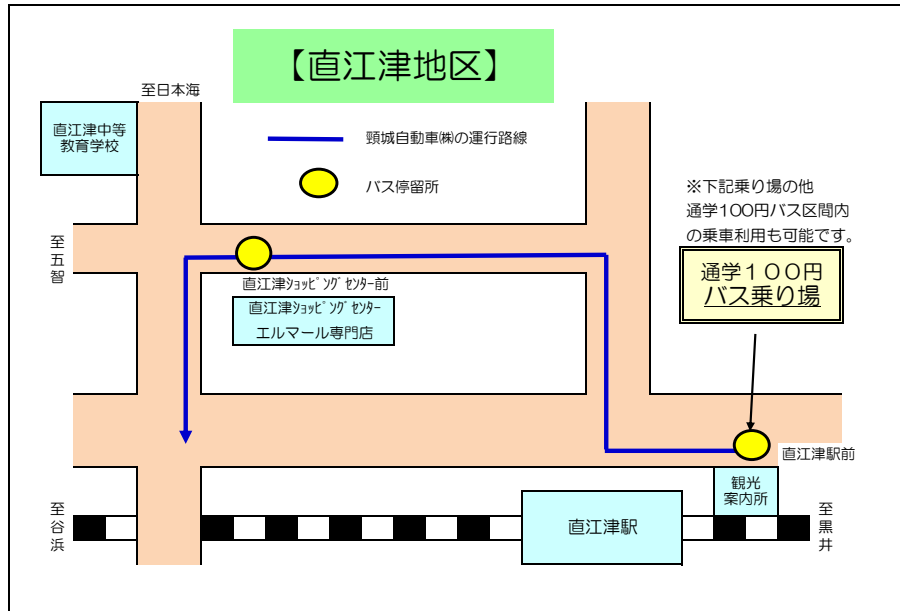 【直江津地区】
至日本海
直江津中等
教育学校
頸城自動車㈱の運行路線
バス停留所
※下記乗り場の他
通学100円バス区間内
の乗車利用も可能です。
至五智
通学１００円
バス乗り場
直江津ｼｮｯﾋﾟﾝｸﾞｾﾝﾀｰ前
直江津ｼｮｯﾋﾟﾝｸﾞｾﾝﾀｰ
エルマール専門店
直江津駅前
観光
案内所
至谷浜
直江津駅
至黒井